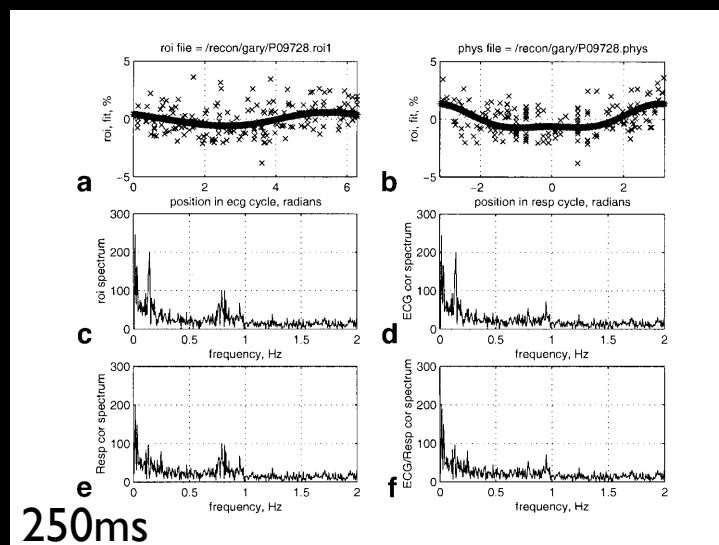 roi file = /recon/gary/P09728.roi1
phys file = /recon/gary/P09728.phys
5
0
−5
roi, fit, %
a
0 2 4 6
position in ecg cycle, radians
5
0
−5
roi, fit, %
b
−2 0 2
position in resp cycle, radians
300
200
100
0
roi spectrum
c
0 0.5 1 1.5 2
frequency, Hz
300
200
100
0
ECG cor spectrum
d
0 0.5 1 1.5 2
frequency, Hz
300
200
100
0
Resp cor spectrum
e
0 0.5 1 1.5 2
frequency, Hz
300
200
100
0
ECG/Resp cor spectrum
f
0 0.5 1 1.5 2
frequency, Hz
250ms